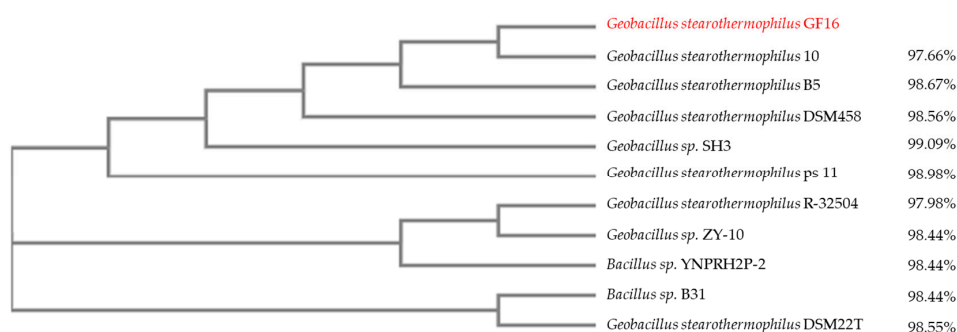 Geobacillus stearothermophilus GF16
Geobacillus stearothermophilus 10 97.66%
Geobacillus stearothermophilus B5 98.67%
Geobacillus stearothermophilus DSM458 98.56%
Geobacillus sp. SH3 99.09%
Geobacillus stearothermophilus ps 11 98.98%
Geobacillus stearothermophilus R-32504 97.98%
Geobacillus sp. ZY-10 98.44%
Bacillus sp. YNPRH2P-2 98.44%
Bacillus sp. B31 98.44%
Geobacillus stearothermophilus DSM22T 98.55%